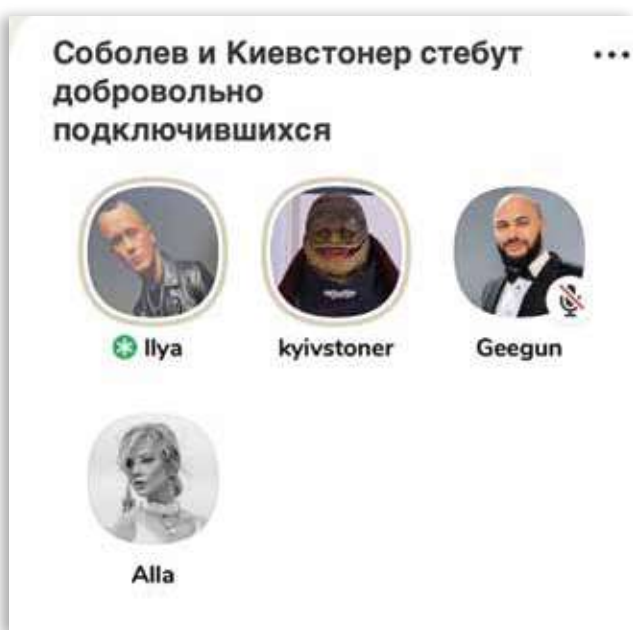 Соболев и Киевстонер стебут
добровольно
подключившихся
Ilya
kyivstoner
Geegun
Alla